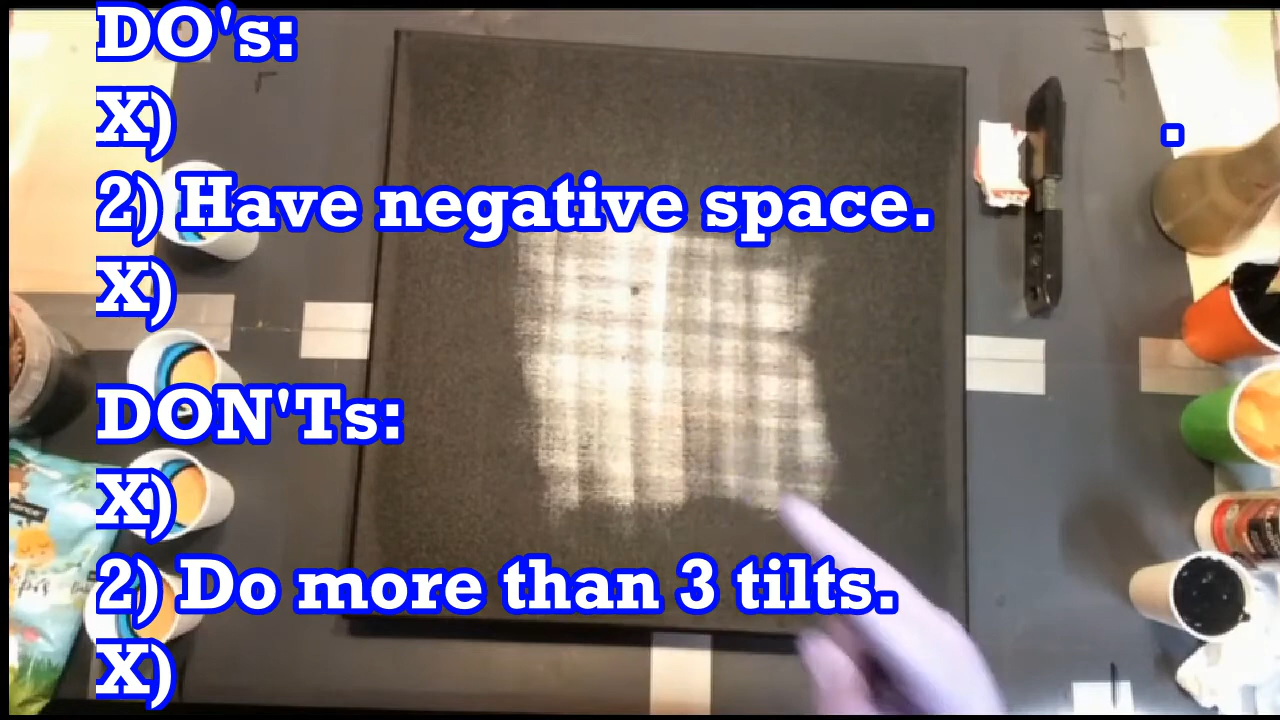 DO's:
X) .
2) Have negative space.
X)
DON'Ts:
X)
2) Do more than 3 tilts.
X)